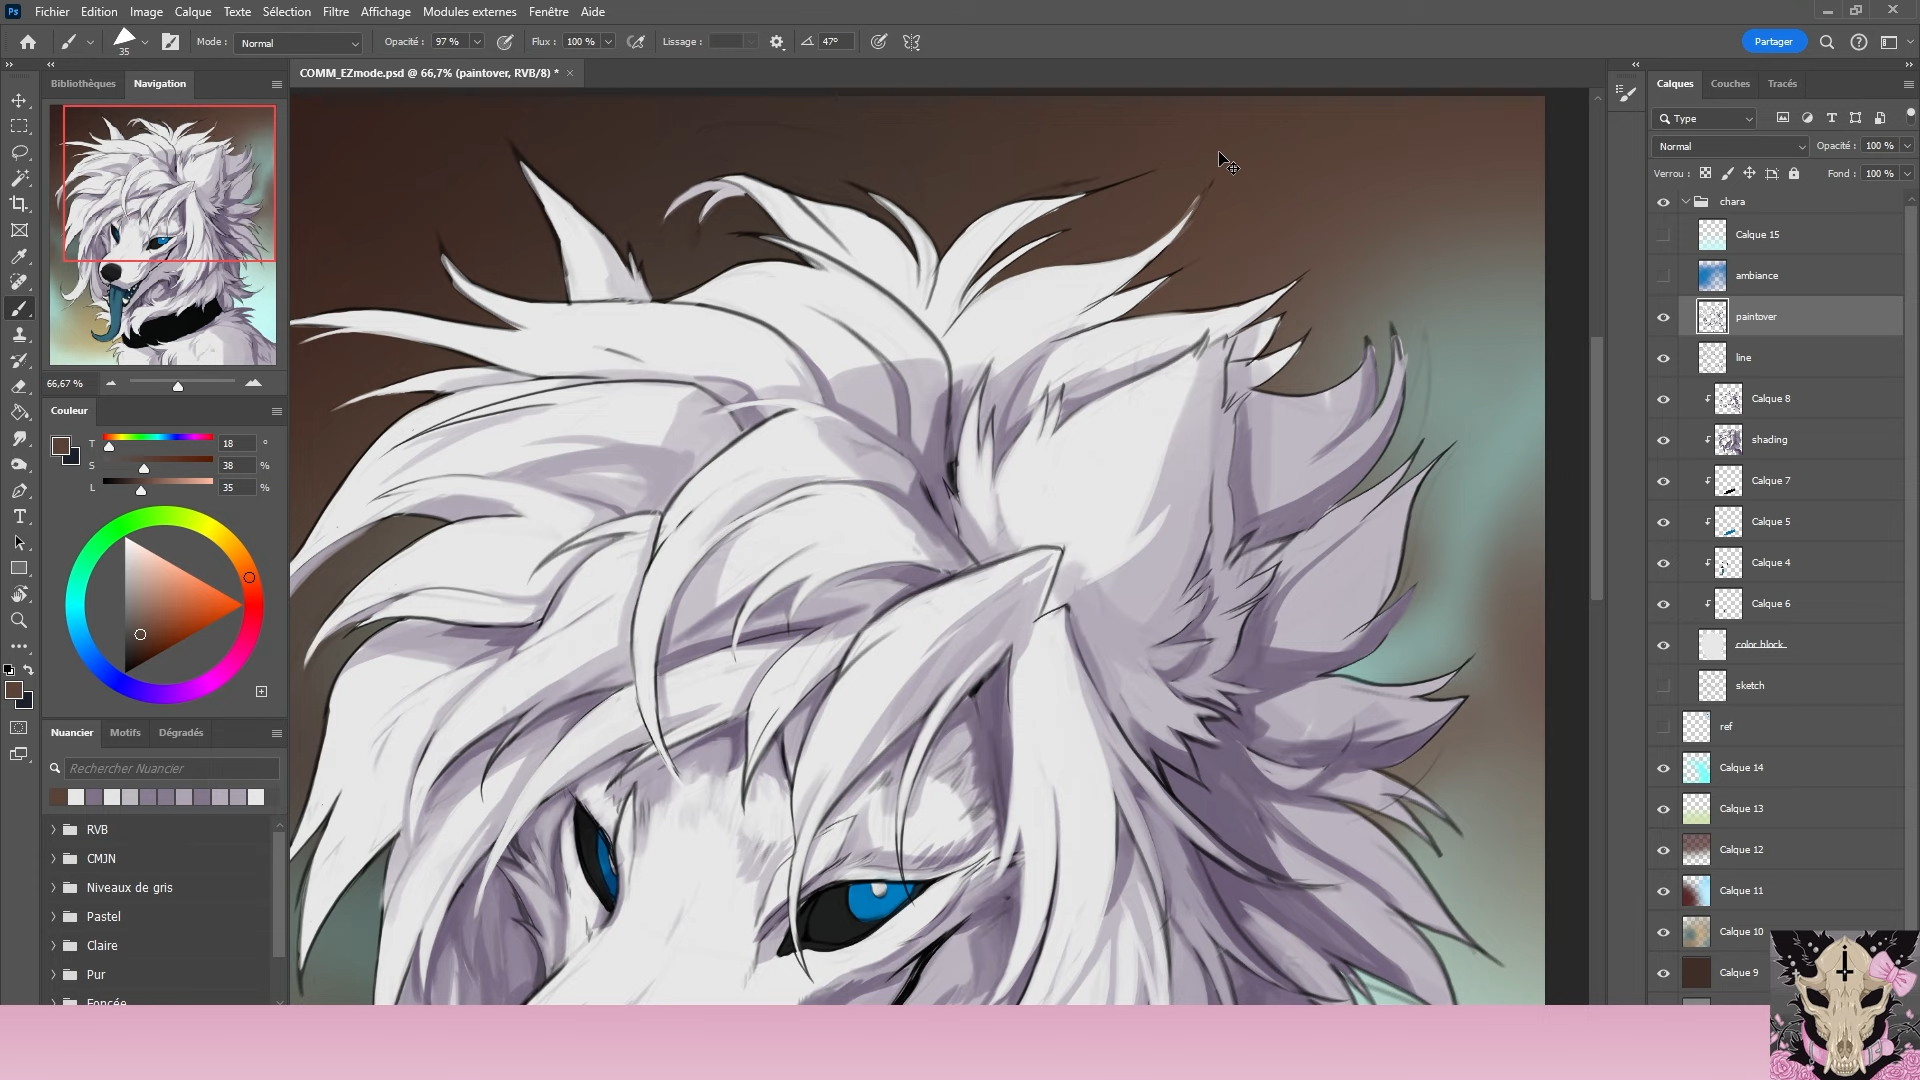 Ps Fichier Edition Image Calque Texte Sélection Filtre Affichage Modules externes Fenêtre Aide
35 Mode : Normal Opacité : 97 % Flux : 100 % Lissage : 47° Partager
Bibliothèques Navigation
COMM_EZmode.psd @ 66,7% (paintover, RVB/8) * ×
Calques Couches Tracés
Type
Normal Opacité : 100 %
Verrou : Fond : 100 %
chara
Calque 15
ambiance
paintover
line
66,67 %
Calque 8
Couleur
shading
T 18 °
S 38 %
L 35 %
Calque 7
Calque 5
Calque 4
Calque 6
color block
sketch
ref
Nuancier Motifs Dégradés
Rechercher Nuancier
Calque 14
Calque 13
RVB
Calque 12
CMJN
Niveaux de gris
Calque 11
Pastel
Calque 10
Claire
Pur
Calque 9
Foncée